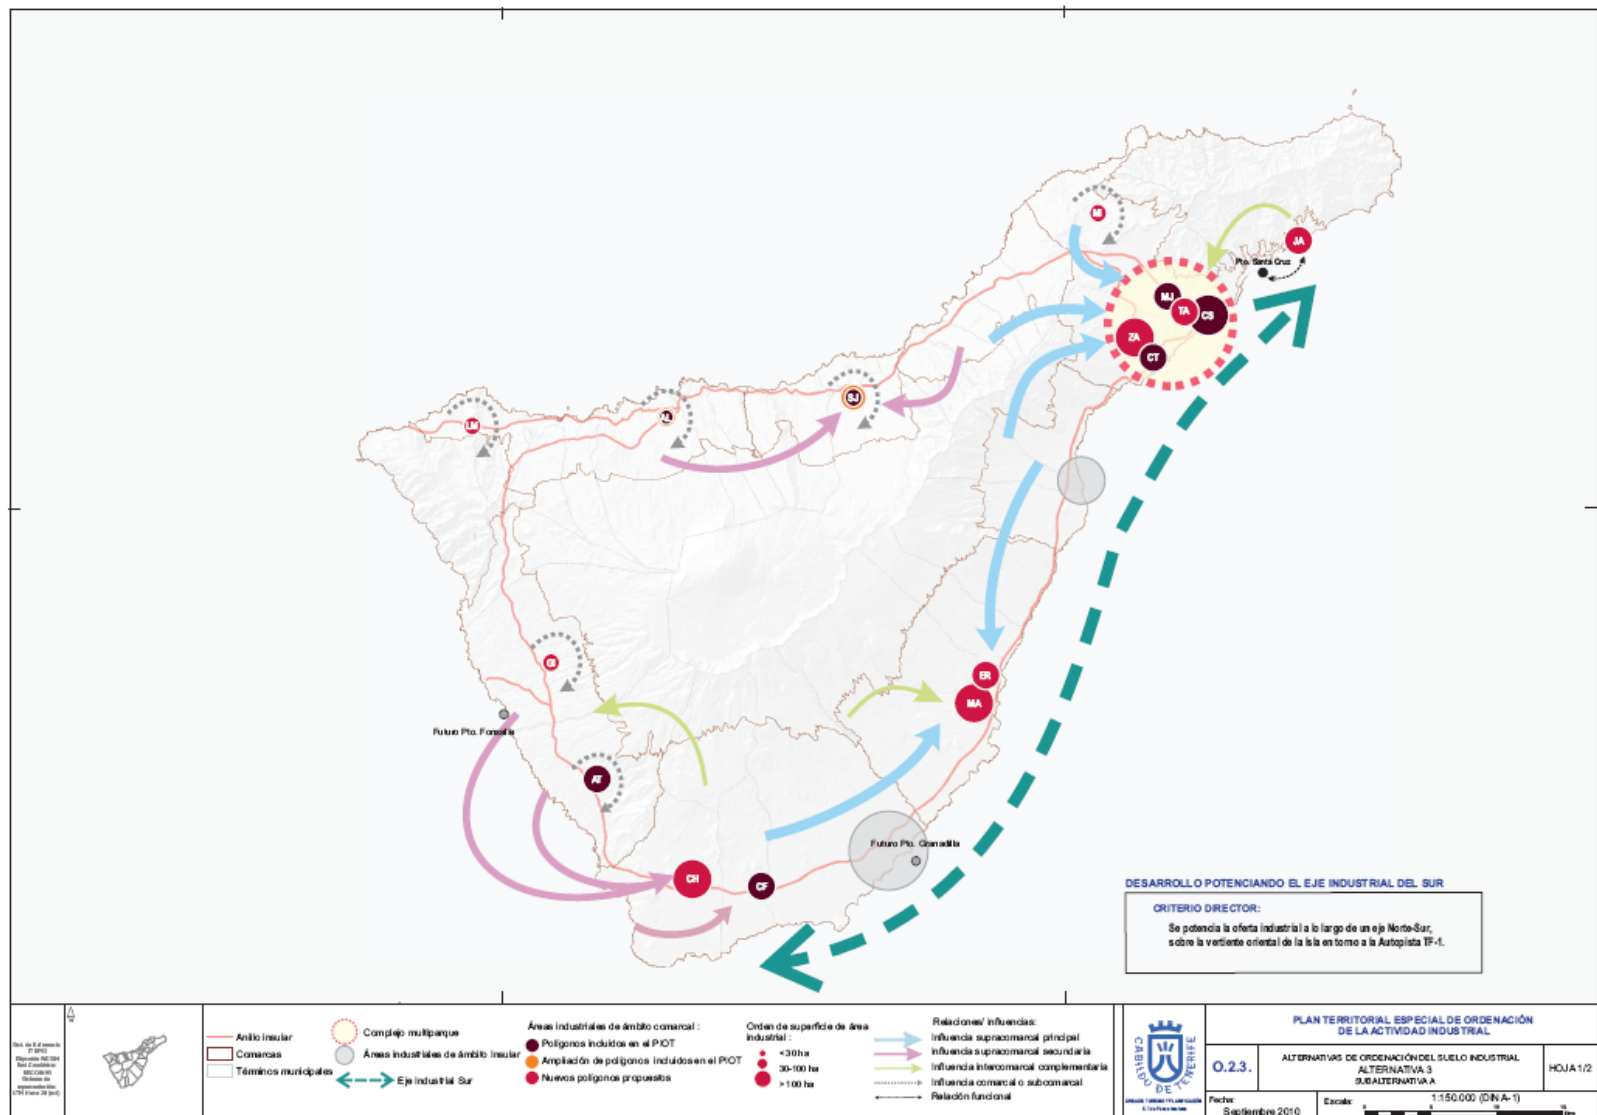 MI
JA
Pto. Santa Cruz
MJ
TA
CS
ZA
CT
SJ
AL
LM
GI
ER
MA
Futuro Pto. Fonsalía
AT
Futuro Pto. Granadilla
CH
CF
DESARROLLO POTENCIANDO EL EJE INDUSTRIAL DEL SUR
CRITERIO DIRECTOR:
Se potencia la oferta industrial a lo largo de un eje Norte-Sur,
sobre la vertiente oriental de la isla en torno a la Autopista TF-1.
Anillo insular
Comarcas
Términos municipales
Complejo multiparque
Áreas industriales de ámbito insular
Eje Industrial Sur
Áreas industriales de ámbito comarcal :
Polígonos incluidos en el PIOT
Ampliación de polígonos incluidos en el PIOT
Nuevos polígonos propuestos
Orden de superficie de área
industrial :
<30 ha
30-100 ha
>100 ha
Relaciones/ influencias:
Influencia supracomarcal principal
Influencia supracomarcal secundaria
Influencia intercomarcal complementaria
Influencia comarcal o subcomarcal
Relación funcional
CABILDO DE TENERIFE
PLAN TERRITORIAL ESPECIAL DE ORDENACIÓN
DE LA ACTIVIDAD INDUSTRIAL
O.2.3.
ALTERNATIVAS DE ORDENACIÓN DEL SUELO INDUSTRIAL
ALTERNATIVA 3
SUBALTERNATIVA A
HOJA 1/2
Fecha:
Septiembre 2010
Escala:
1:150.000 (DIN A-1)
0 5 10 15